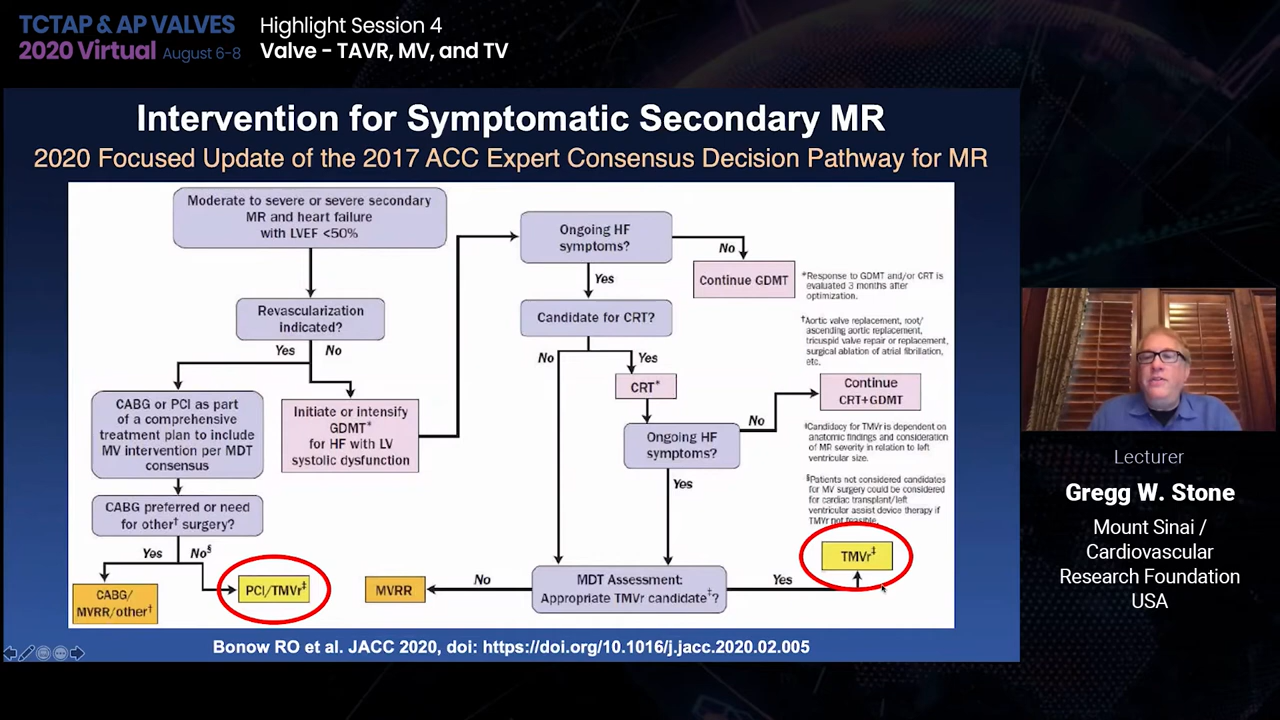 TCTAP & AP VALVES
2020 Virtual August 6-8
Highlight Session 4
Valve – TAVR, MV, and TV
Intervention for Symptomatic Secondary MR
2020 Focused Update of the 2017 ACC Expert Consensus Decision Pathway for MR
Moderate to severe or severe secondary
MR and heart failure
with LVEF <50%
Revascularization
indicated?
Yes
No
CABG or PCI as part
of a comprehensive
treatment plan to include
MV intervention per MDT
consensus
Initiate or intensify
GDMT*
for HF with LV
systolic dysfunction
CABG preferred or need
for other† surgery?
Yes
No§
CABG/
MVRR/other†
PCI/TMVr‡
Ongoing HF
symptoms?
No
Continue GDMT
Yes
Candidate for CRT?
No
Yes
CRT*
Ongoing HF
symptoms?
No
Continue
CRT+GDMT
Yes
MDT Assessment:
Appropriate TMVr candidate‡?
No
MVRR
Yes
TMVr‡
*Response to GDMT and/or CRT is
evaluated 3 months after
optimization.
†Aortic valve replacement, root/
ascending aortic replacement,
tricuspid valve repair or replacement,
surgical ablation of atrial fibrillation,
etc.
‡Candidacy for TMVr is dependent on
anatomic findings and consideration
of MR severity in relation to left
ventricular size.
§Patients not considered candidates
for MV surgery could be considered
for cardiac transplant/left
ventricular assist device therapy if
TMVr not feasible.
Bonow RO et al. JACC 2020, doi: https://doi.org/10.1016/j.jacc.2020.02.005
Lecturer
Gregg W. Stone
Mount Sinai /
Cardiovascular
Research Foundation
USA